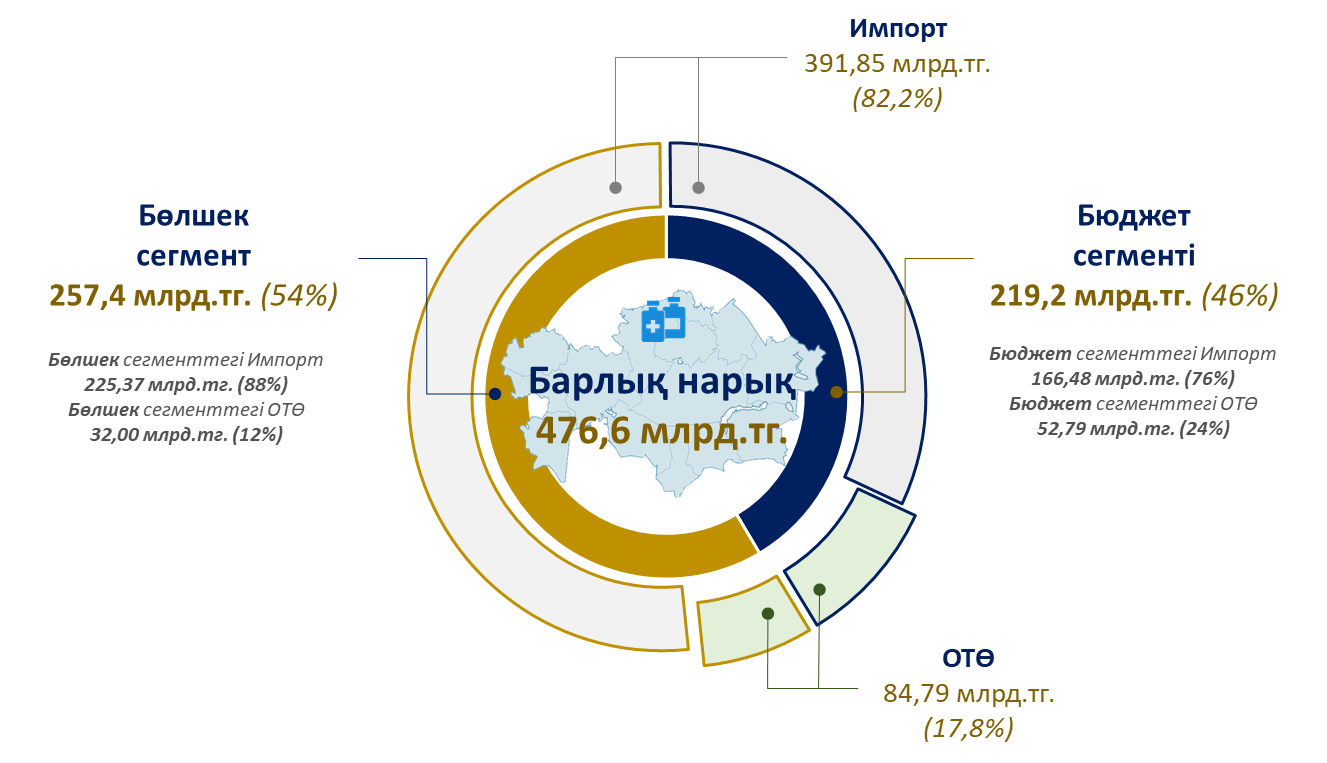 Импорт
391,85 млрд.тг.
(82,2%)
Бөлшек
сегмент
257,4 млрд.тг. (54%)
Бөлшек сегменттегі Импорт
225,37 млрд.тг. (88%)
Бөлшек сегменттегі ОТӨ
32,00 млрд.тг. (12%)
Барлық нарық
476,6 млрд.тг.
Бюджет
сегменті
219,2 млрд.тг. (46%)
Бюджет сегменттегі Импорт
166,48 млрд.тг. (76%)
Бюджет сегменттегі ОТӨ
52,79 млрд.тг. (24%)
ОТӨ
84,79 млрд.тг.
(17,8%)